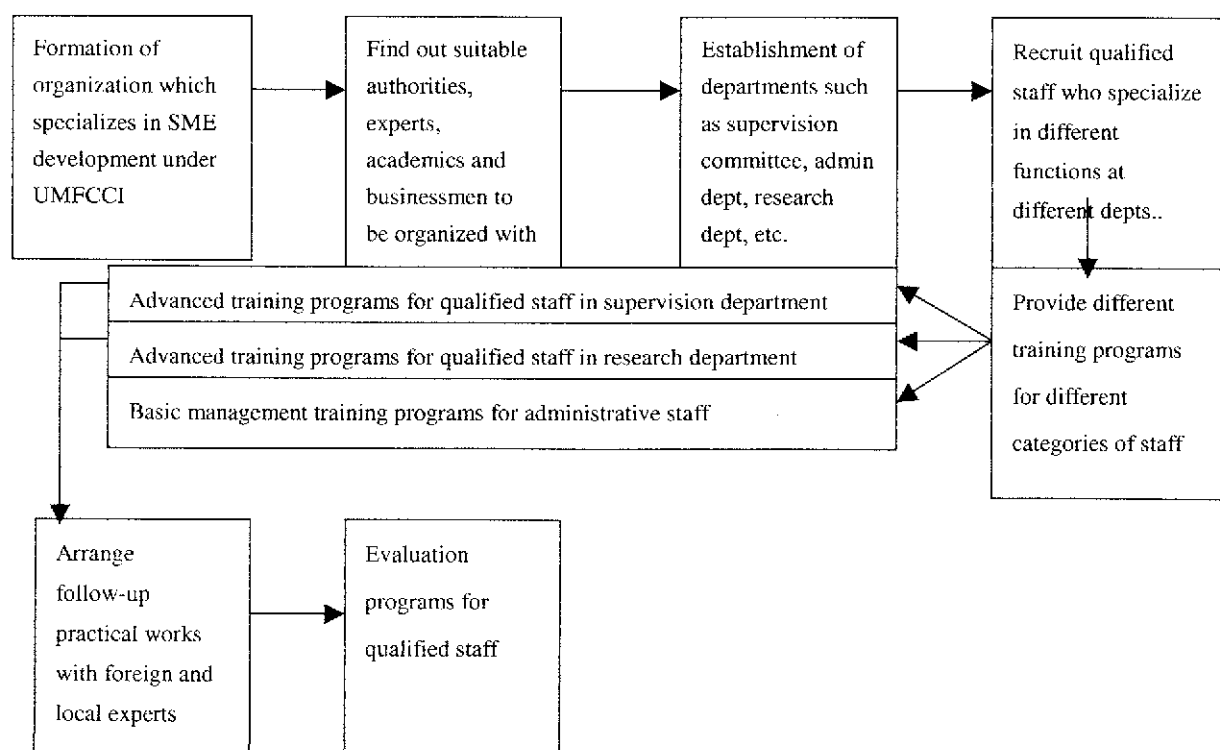 Formation of
organization which
specializes in SME
development under
UMFCCI
Find out suitable
authorities,
experts,
academics and
businessmen to
be organized with
Establishment of
departments such
as supervision
committee, admin
dept, research
dept, etc.
Recruit qualified
staff who specialize
in different
functions at
different depts..
Provide different
training programs
for different
categories of staff
Advanced training programs for qualified staff in supervision department
Advanced training programs for qualified staff in research department
Basic management training programs for administrative staff
Arrange
follow-up
practical works
with foreign and
local experts
Evaluation
programs for
qualified staff